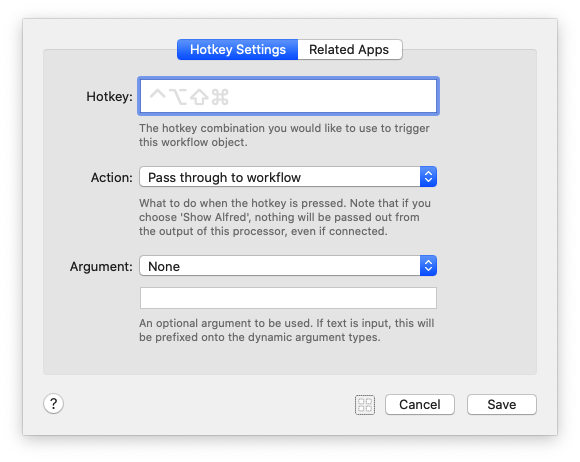 Hotkey Settings Related Apps
Hotkey: ⌃⌥⇧⌘
The hotkey combination you would like to use to trigger
this workflow object.
Action: Pass through to workflow
What to do when the hotkey is pressed. Note that if you
choose 'Show Alfred', nothing will be passed out from
the output of this processor, even if connected.
Argument: None
An optional argument to be used. If text is input, this will
be prefixed onto the dynamic argument types.
? Cancel Save